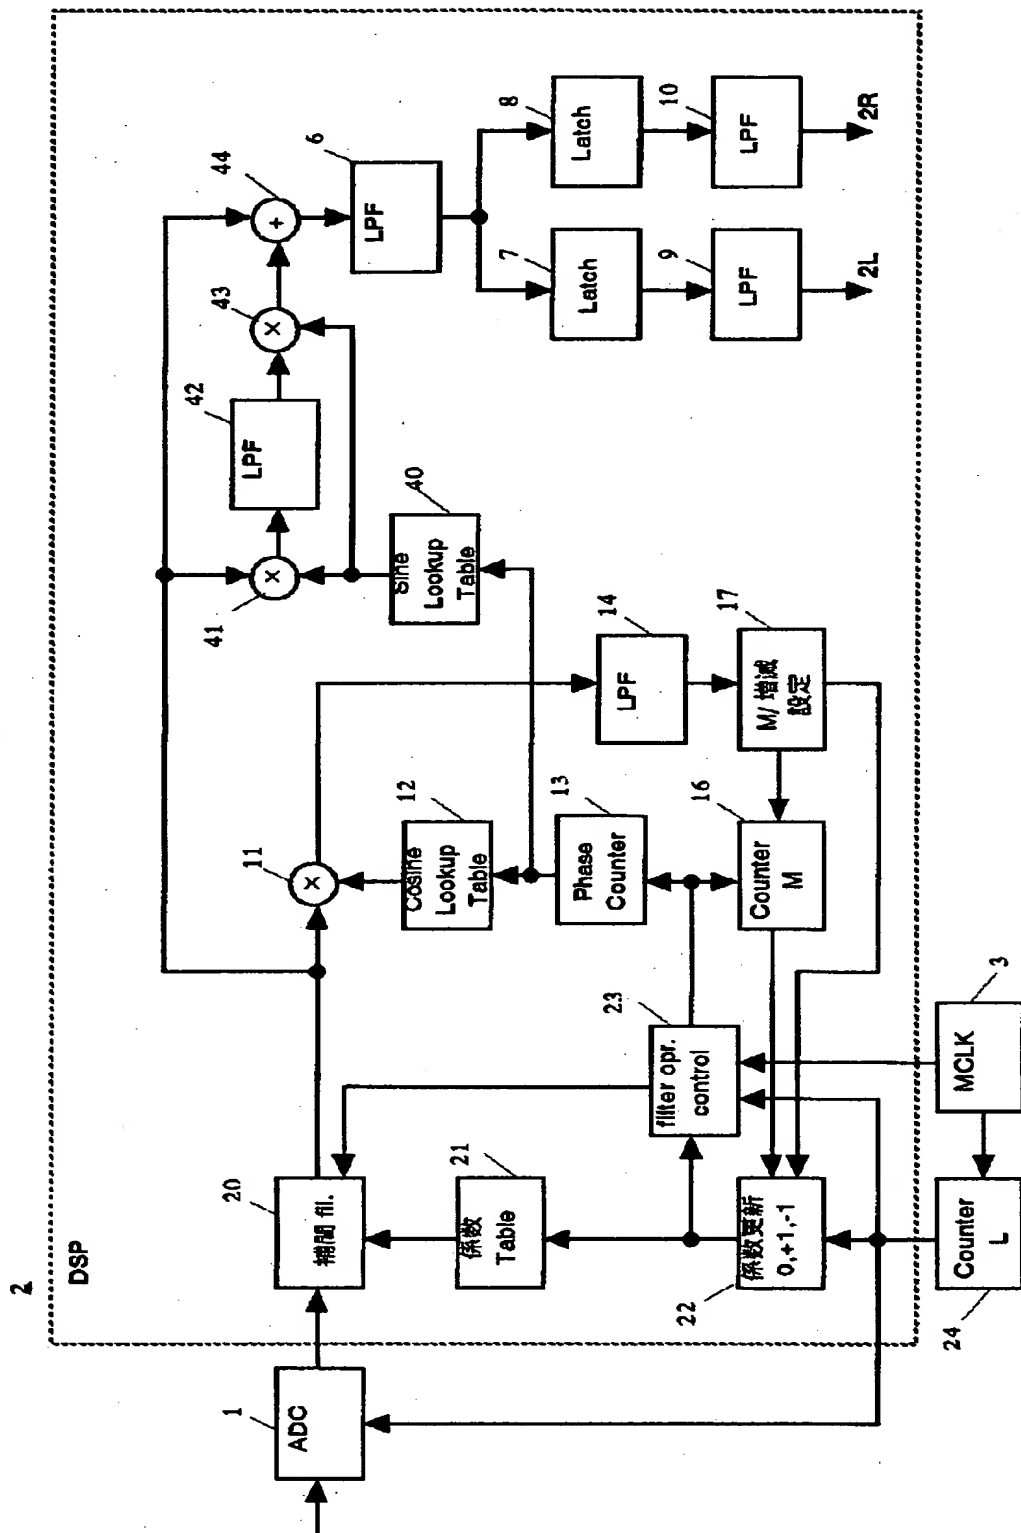 2
DSP
1
ADC
20
補間 fil.
21
係数
Table
22
係数更新
0,+1,-1
24
Counter
L
3
MCLK
23
filter opr.
control
11
×
12
Cosine
Lookup
Table
13
Phase
Counter
16
Counter
M
14
LPF
17
M/ 増減
設定
40
Sine
Lookup
Table
41
×
42
LPF
43
×
44
+
6
LPF
7
Latch
8
Latch
9
LPF
10
LPF
2L
2R